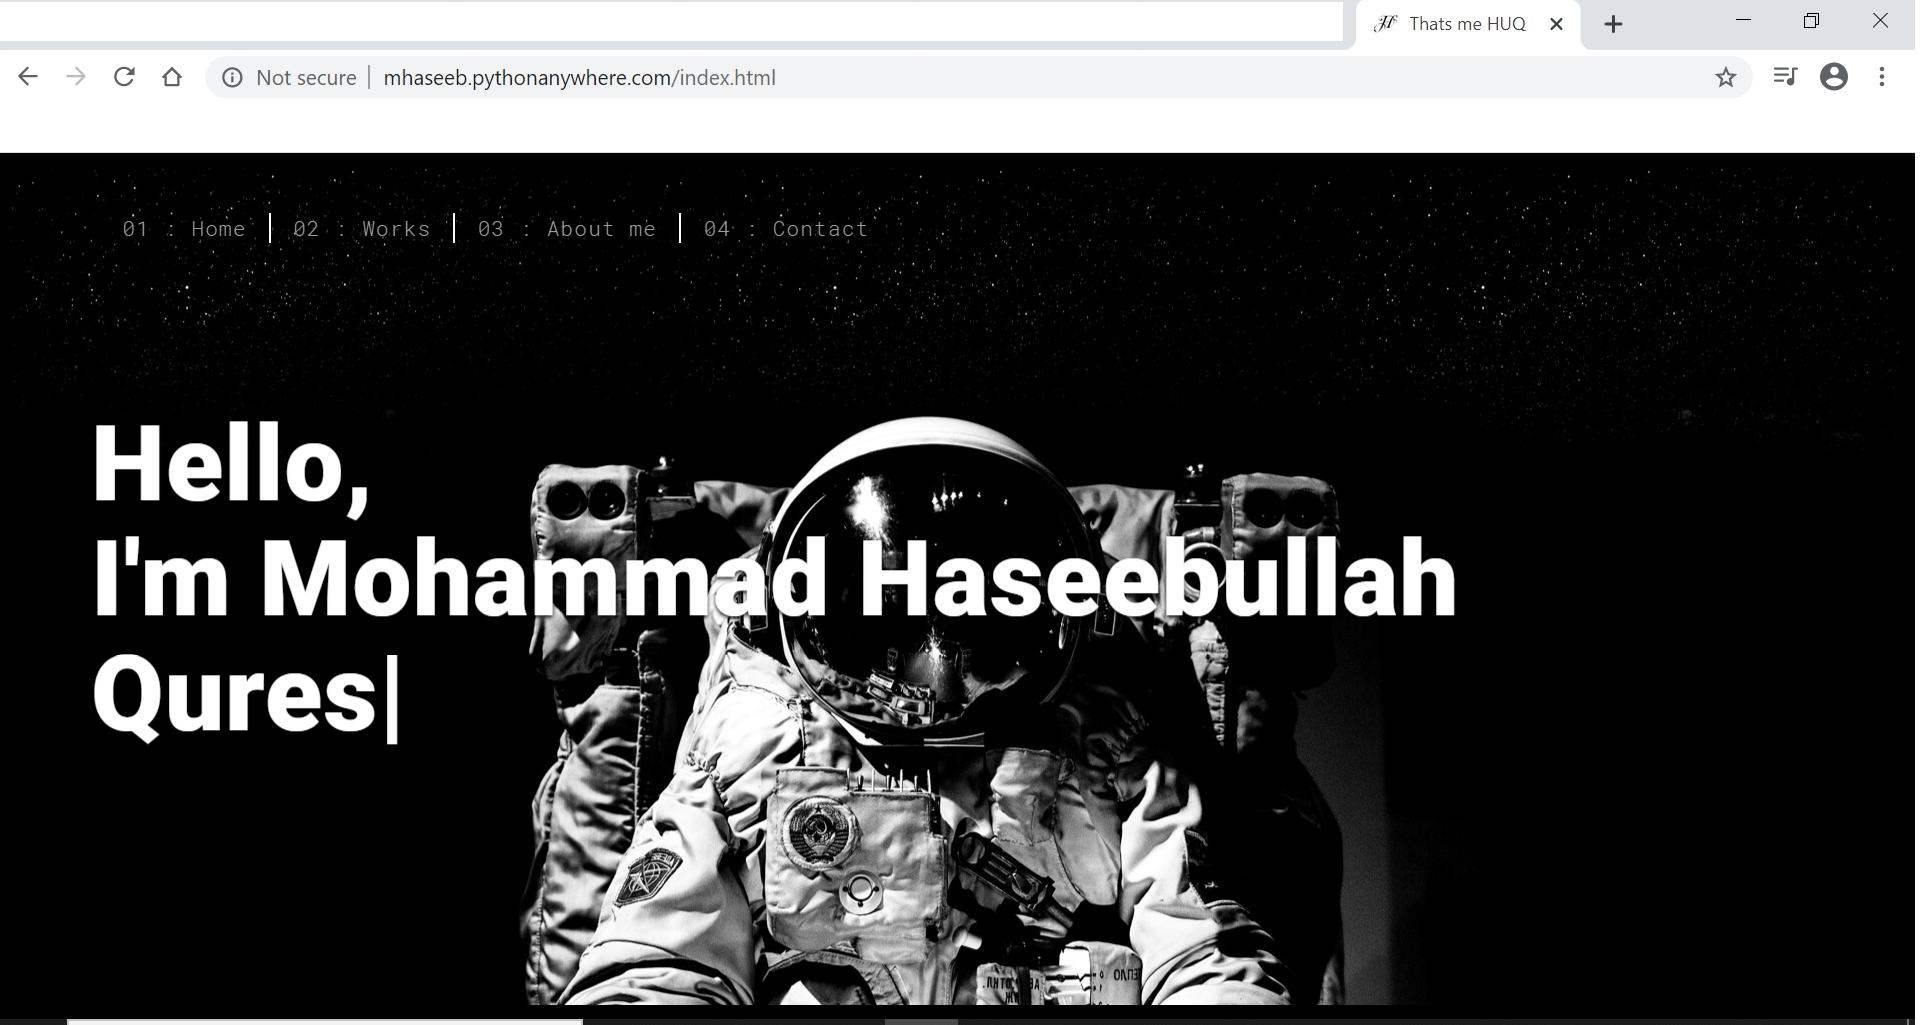 Thats me HUQ
Not secure | mhaseeb.pythonanywhere.com/index.html
01 : Home | 02 : Works | 03 : About me | 04 : Contact
Hello,
I'm Mohammad Haseebullah
Qures|